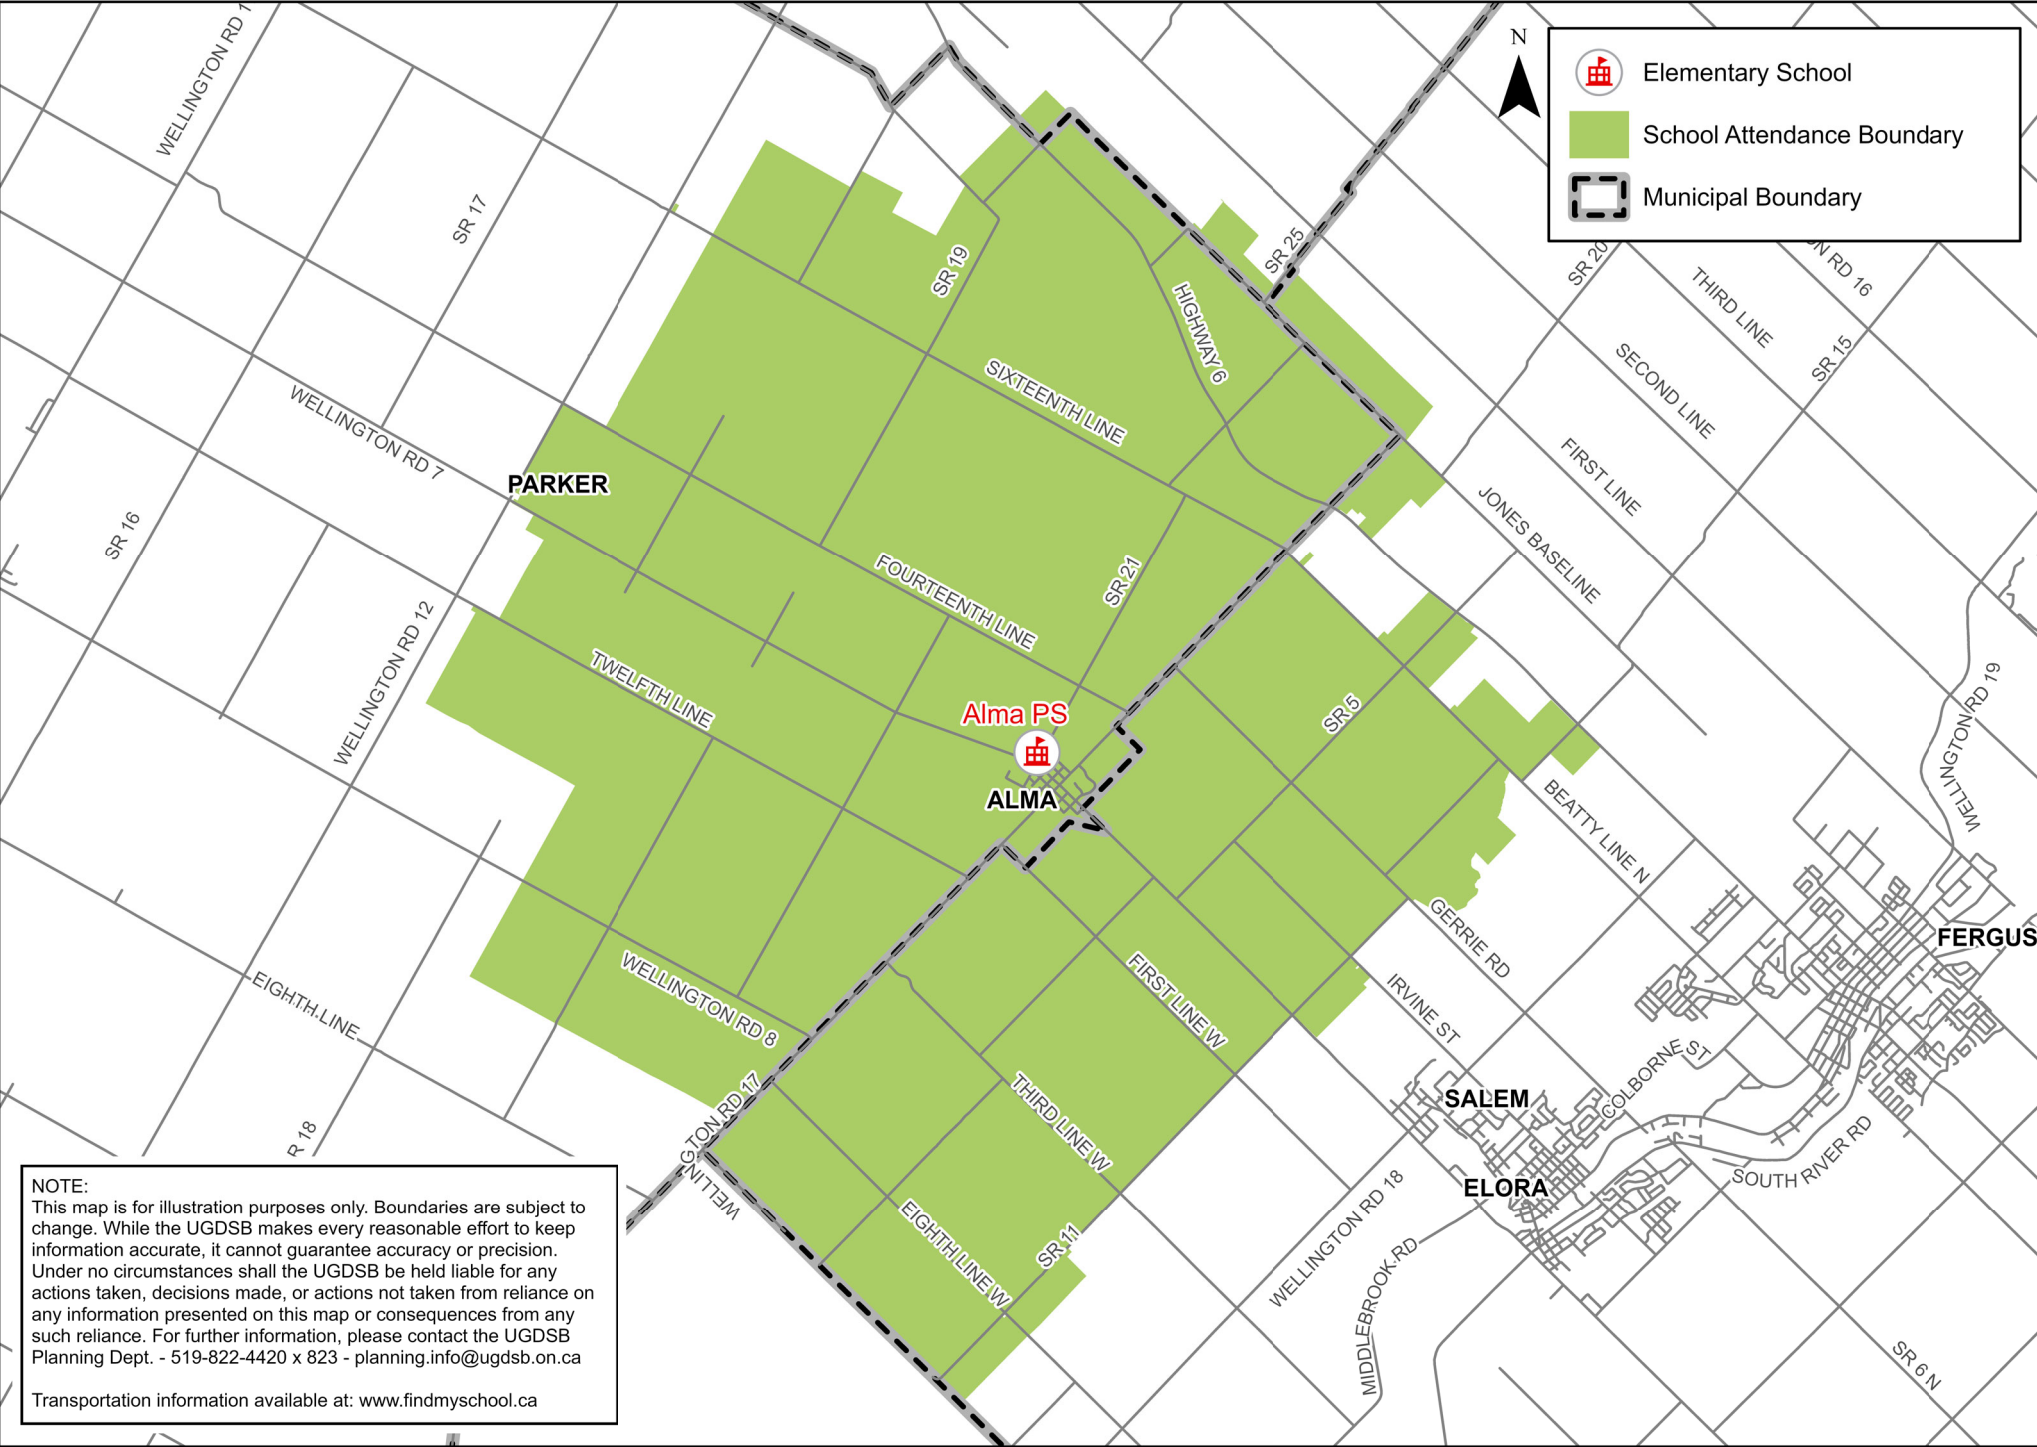 WELLINGTON RD 1
N
Elementary School
School Attendance Boundary
Municipal Boundary
SR 17
SR 19
SR 25
SR 20
ON RD 16
THIRD LINE
SR 15
HIGHWAY 6
SECOND LINE
SIXTEENTH LINE
WELLINGTON RD 7
FIRST LINE
PARKER
JONES BASELINE
SR 16
SR 21
FOURTEENTH LINE
WELLINGTON RD 12
TWELFTH LINE
SR 5
WELLINGTON RD 19
Alma PS
ALMA
BEATTY LINE N
FERGUS
GERRIE RD
EIGHTH LINE
WELLINGTON RD 8
FIRST LINE W
IRVINE ST
COLBORNE ST
SALEM
THIRD LINE W
GTON RD 17
WELLIN
R 18
SOUTH RIVER RD
ELORA
WELLINGTON RD 18
EIGHTH LINE W
SR 11
MIDDLEBROOK RD
SR 6 N
NOTE:
This map is for illustration purposes only. Boundaries are subject to
change. While the UGDSB makes every reasonable effort to keep
information accurate, it cannot guarantee accuracy or precision.
Under no circumstances shall the UGDSB be held liable for any
actions taken, decisions made, or actions not taken from reliance on
any information presented on this map or consequences from any
such reliance. For further information, please contact the UGDSB
Planning Dept. - 519-822-4420 x 823 - planning.info@ugdsb.on.ca
Transportation information available at: www.findmyschool.ca